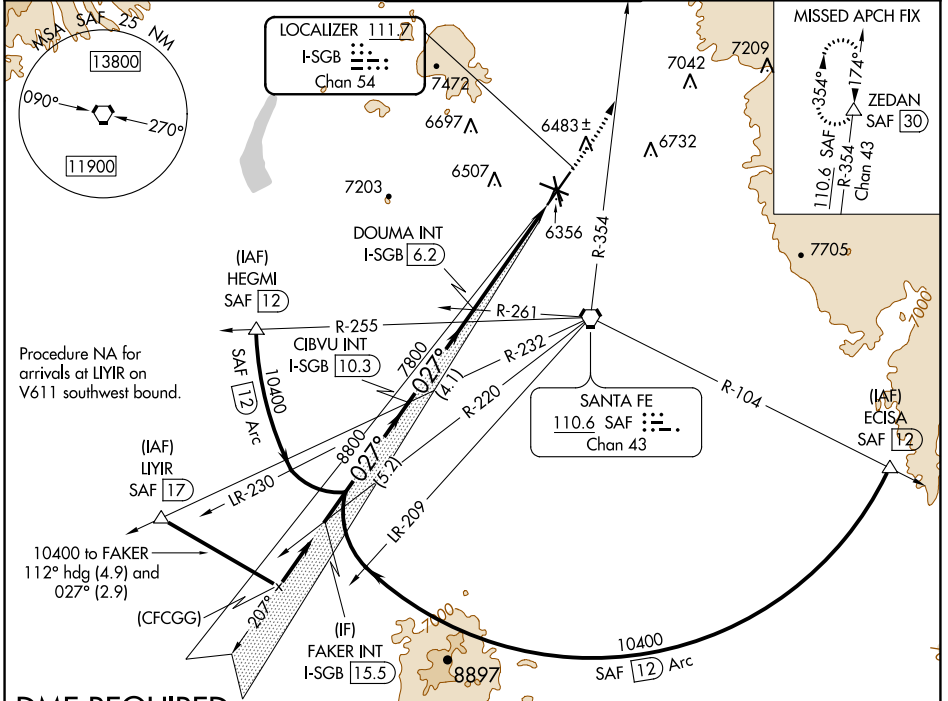 MSA SAF 25 NM
13800
090°
270°
11900
LOCALIZER 111.7
I-SGB
Chan 54
7472
6697
6507
7203
6483±
6356
7042
7209
6732
7705
MISSED APCH FIX
354°
174°
ZEDAN
SAF 30
110.6 SAF
R-354
Chan 43
DOUMA INT
I-SGB 6.2
R-354
(IAF)
HEGMI
SAF 12
R-255
R-261
CIBVU INT
I-SGB 10.3
7800
027°
(4.1)
R-232
R-220
R-104
SANTA FE
110.6 SAF
Chan 43
7000
(IAF)
ECISA
SAF 12
Procedure NA for
arrivals at LIYIR on
V611 southwest bound.
SAF 12 Arc
10400
8800
027°
(5.2)
LR-230
LR-209
(IAF)
LIYIR
SAF 17
10400 to FAKER
112° hdg (4.9) and
027° (2.9)
(CFCGG)
207°
(IF)
FAKER INT
I-SGB 15.5
7000
8897
10400
SAF 12 Arc
DME REQUIRED